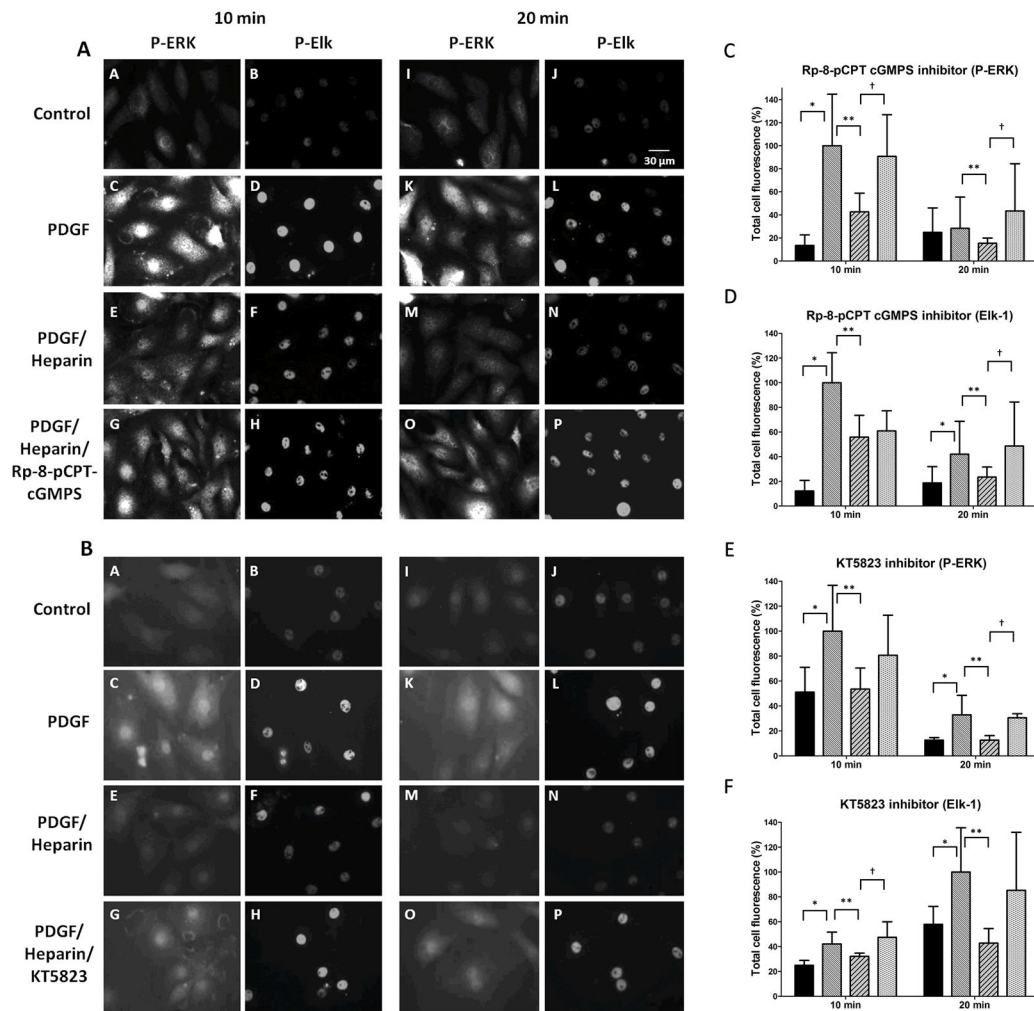 10 min
20 min
A
P-ERK
P-Elk
P-ERK
P-Elk
Control
A
B
I
J
30 µm
PDGF
C
D
K
L
PDGF/
Heparin
E
F
M
N
PDGF/
Heparin/
Rp-8-pCPT-
cGMPS
G
H
O
P
B
Control
A
B
I
J
PDGF
C
D
K
L
PDGF/
Heparin
E
F
M
N
PDGF/
Heparin/
KT5823
G
H
O
P
C
Rp-8-pCPT cGMPS inhibitor (P-ERK)
Total cell fluorescence (%)
140
120
100
80
60
40
20
0
*
**
†
**
†
10 min
20 min
D
Rp-8-pCPT cGMPS inhibitor (Elk-1)
Total cell fluorescence (%)
140
120
100
80
60
40
20
0
*
**
*
**
†
10 min
20 min
E
KT5823 inhibitor (P-ERK)
Total cell fluorescence (%)
140
120
100
80
60
40
20
0
*
**
*
**
†
10 min
20 min
F
KT5823 inhibitor (Elk-1)
Total cell fluorescence (%)
140
120
100
80
60
40
20
0
*
**
†
*
**
10 min
20 min